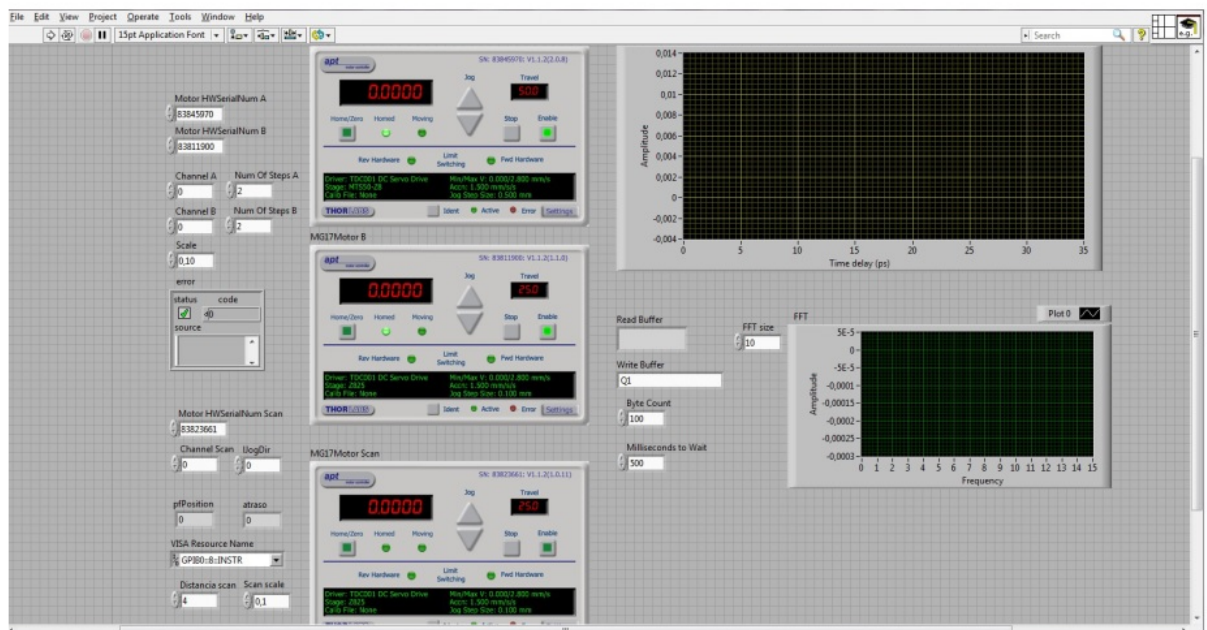 File Edit View Project Operate Tools Window Help
15pt Application Font
Search
e.g.
Motor HWSerialNum A
83845970
Motor HWSerialNum B
83811900
Channel A Num Of Steps A
0 2
Channel B Num Of Steps B
0 2
Scale
0,10
error
status code
0
source
Motor HWSerialNum Scan
83823661
Channel Scan IJogDir
0 0
pfPosition atraso
0 0
VISA Resource Name
GPIB0::8::INSTR
Distancia scan Scan scale
4 0,1
apt
SN: 83845970: V1.1.2(2.0.8)
Jog Travel
0.0000 50.0
Home/Zero Homed Moving Stop Enable
Rev Hardware Limit Switching Fwd Hardware
Driver: TDC001 DC Servo Drive Min/Max V: 0.000/2.800 mm/s
Stage: MTS50-Z8 Accn: 1.500 mm/s/s
Calib File: None Jog Step Size: 0.500 mm
THORLABS Ident Active Error Settings
MG17Motor B
apt
SN: 83811900: V1.1.2(1.1.0)
Jog Travel
0.0000 25.0
Home/Zero Homed Moving Stop Enable
Rev Hardware Limit Switching Fwd Hardware
Driver: TDC001 DC Servo Drive Min/Max V: 0.000/2.800 mm/s
Stage: Z825 Accn: 1.500 mm/s/s
Calib File: None Jog Step Size: 0.100 mm
THORLABS Ident Active Error Settings
MG17Motor Scan
apt
SN: 83823661: V1.1.2(1.0.11)
Jog Travel
0.0000 25.0
Home/Zero Homed Moving Stop Enable
Rev Hardware Limit Switching Fwd Hardware
Driver: TDC001 DC Servo Drive Min/Max V: 0.000/2.800 mm/s
Stage: Z825 Accn: 1.500 mm/s/s
Calib File: None Jog Step Size: 0.100 mm
Amplitude
0,014
0,012
0,01
0,008
0,006
0,004
0,002
0
-0,002
-0,004
0 5 10 15 20 25 30 35
Time delay (ps)
Read Buffer
FFT size
10
Write Buffer
Q1
Byte Count
100
Milliseconds to Wait
500
FFT Plot 0
Amplitude
5E-5
0
-5E-5
-0,0001
-0,00015
-0,0002
-0,00025
-0,0003
0 1 2 3 4 5 6 7 8 9 10 11 12 13 14 15
Frequency